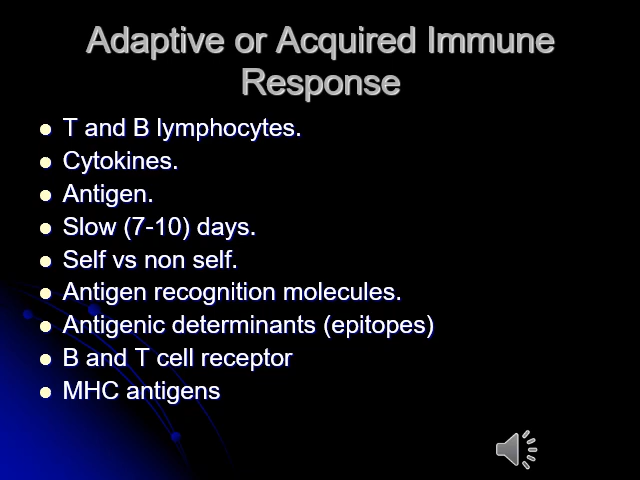 Adaptive or Acquired Immune
Response
T and B lymphocytes.
Cytokines.
Antigen.
Slow (7-10) days.
Self vs non self.
Antigen recognition molecules.
Antigenic determinants (epitopes)
B and T cell receptor
MHC antigens